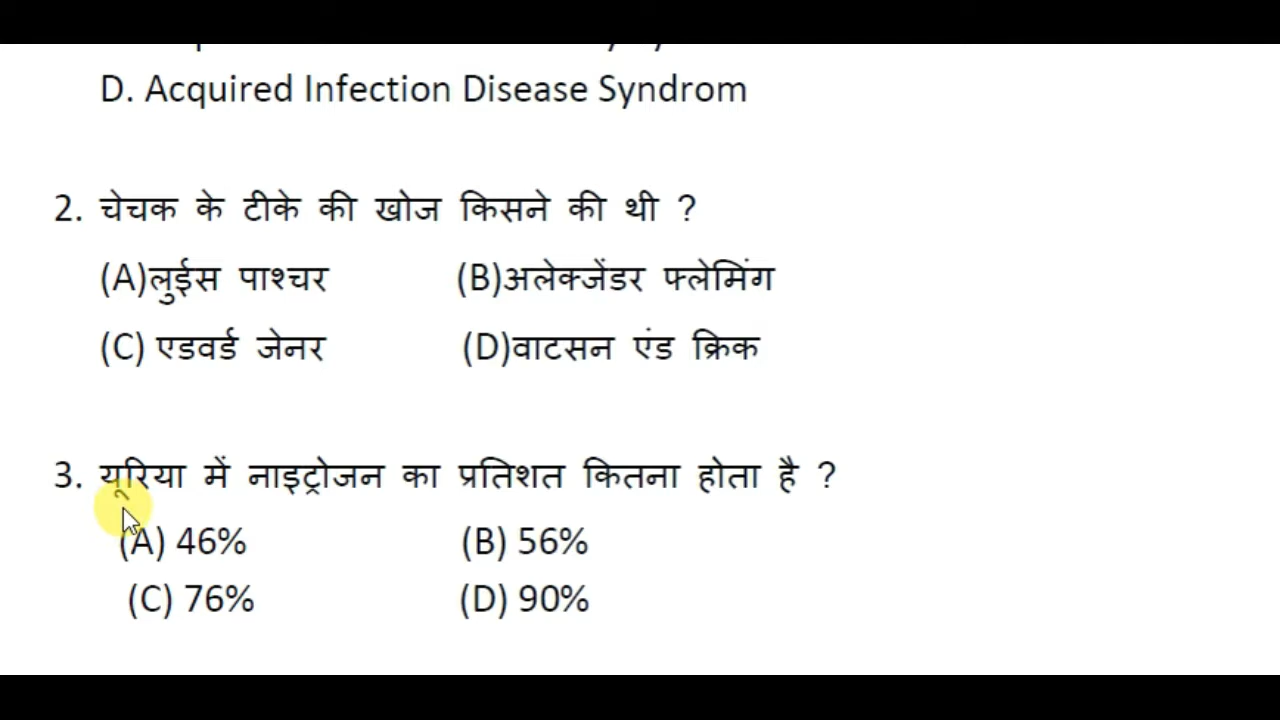 D. Acquired Infection Disease Syndrom
2. चेचक के टीके की खोज किसने की थी ?
(A)लुईस पाश्चर (B)अलेक्जेंडर फ्लेमिंग
(C) एडवर्ड जेनर (D)वाटसन एंड क्रिक
3. यूरिया में नाइट्रोजन का प्रतिशत कितना होता है ?
(A) 46% (B) 56%
(C) 76% (D) 90%